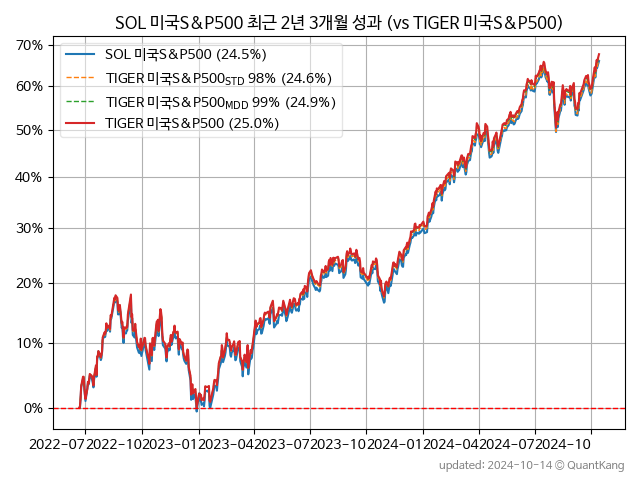 SOL 미국S&P500 최근 2년 3개월 성과 (vs TIGER 미국S&P500)
70%
60%
50%
40%
30%
20%
10%
0%
SOL 미국S&P500 (24.5%)
TIGER 미국S&P500STD 98% (24.6%)
TIGER 미국S&P500MDD 99% (24.9%)
TIGER 미국S&P500 (25.0%)
2022-07 2022-10 2023-01 2023-04 2023-07 2023-10 2024-01 2024-04 2024-07 2024-10
updated: 2024-10-14 © QuantKang